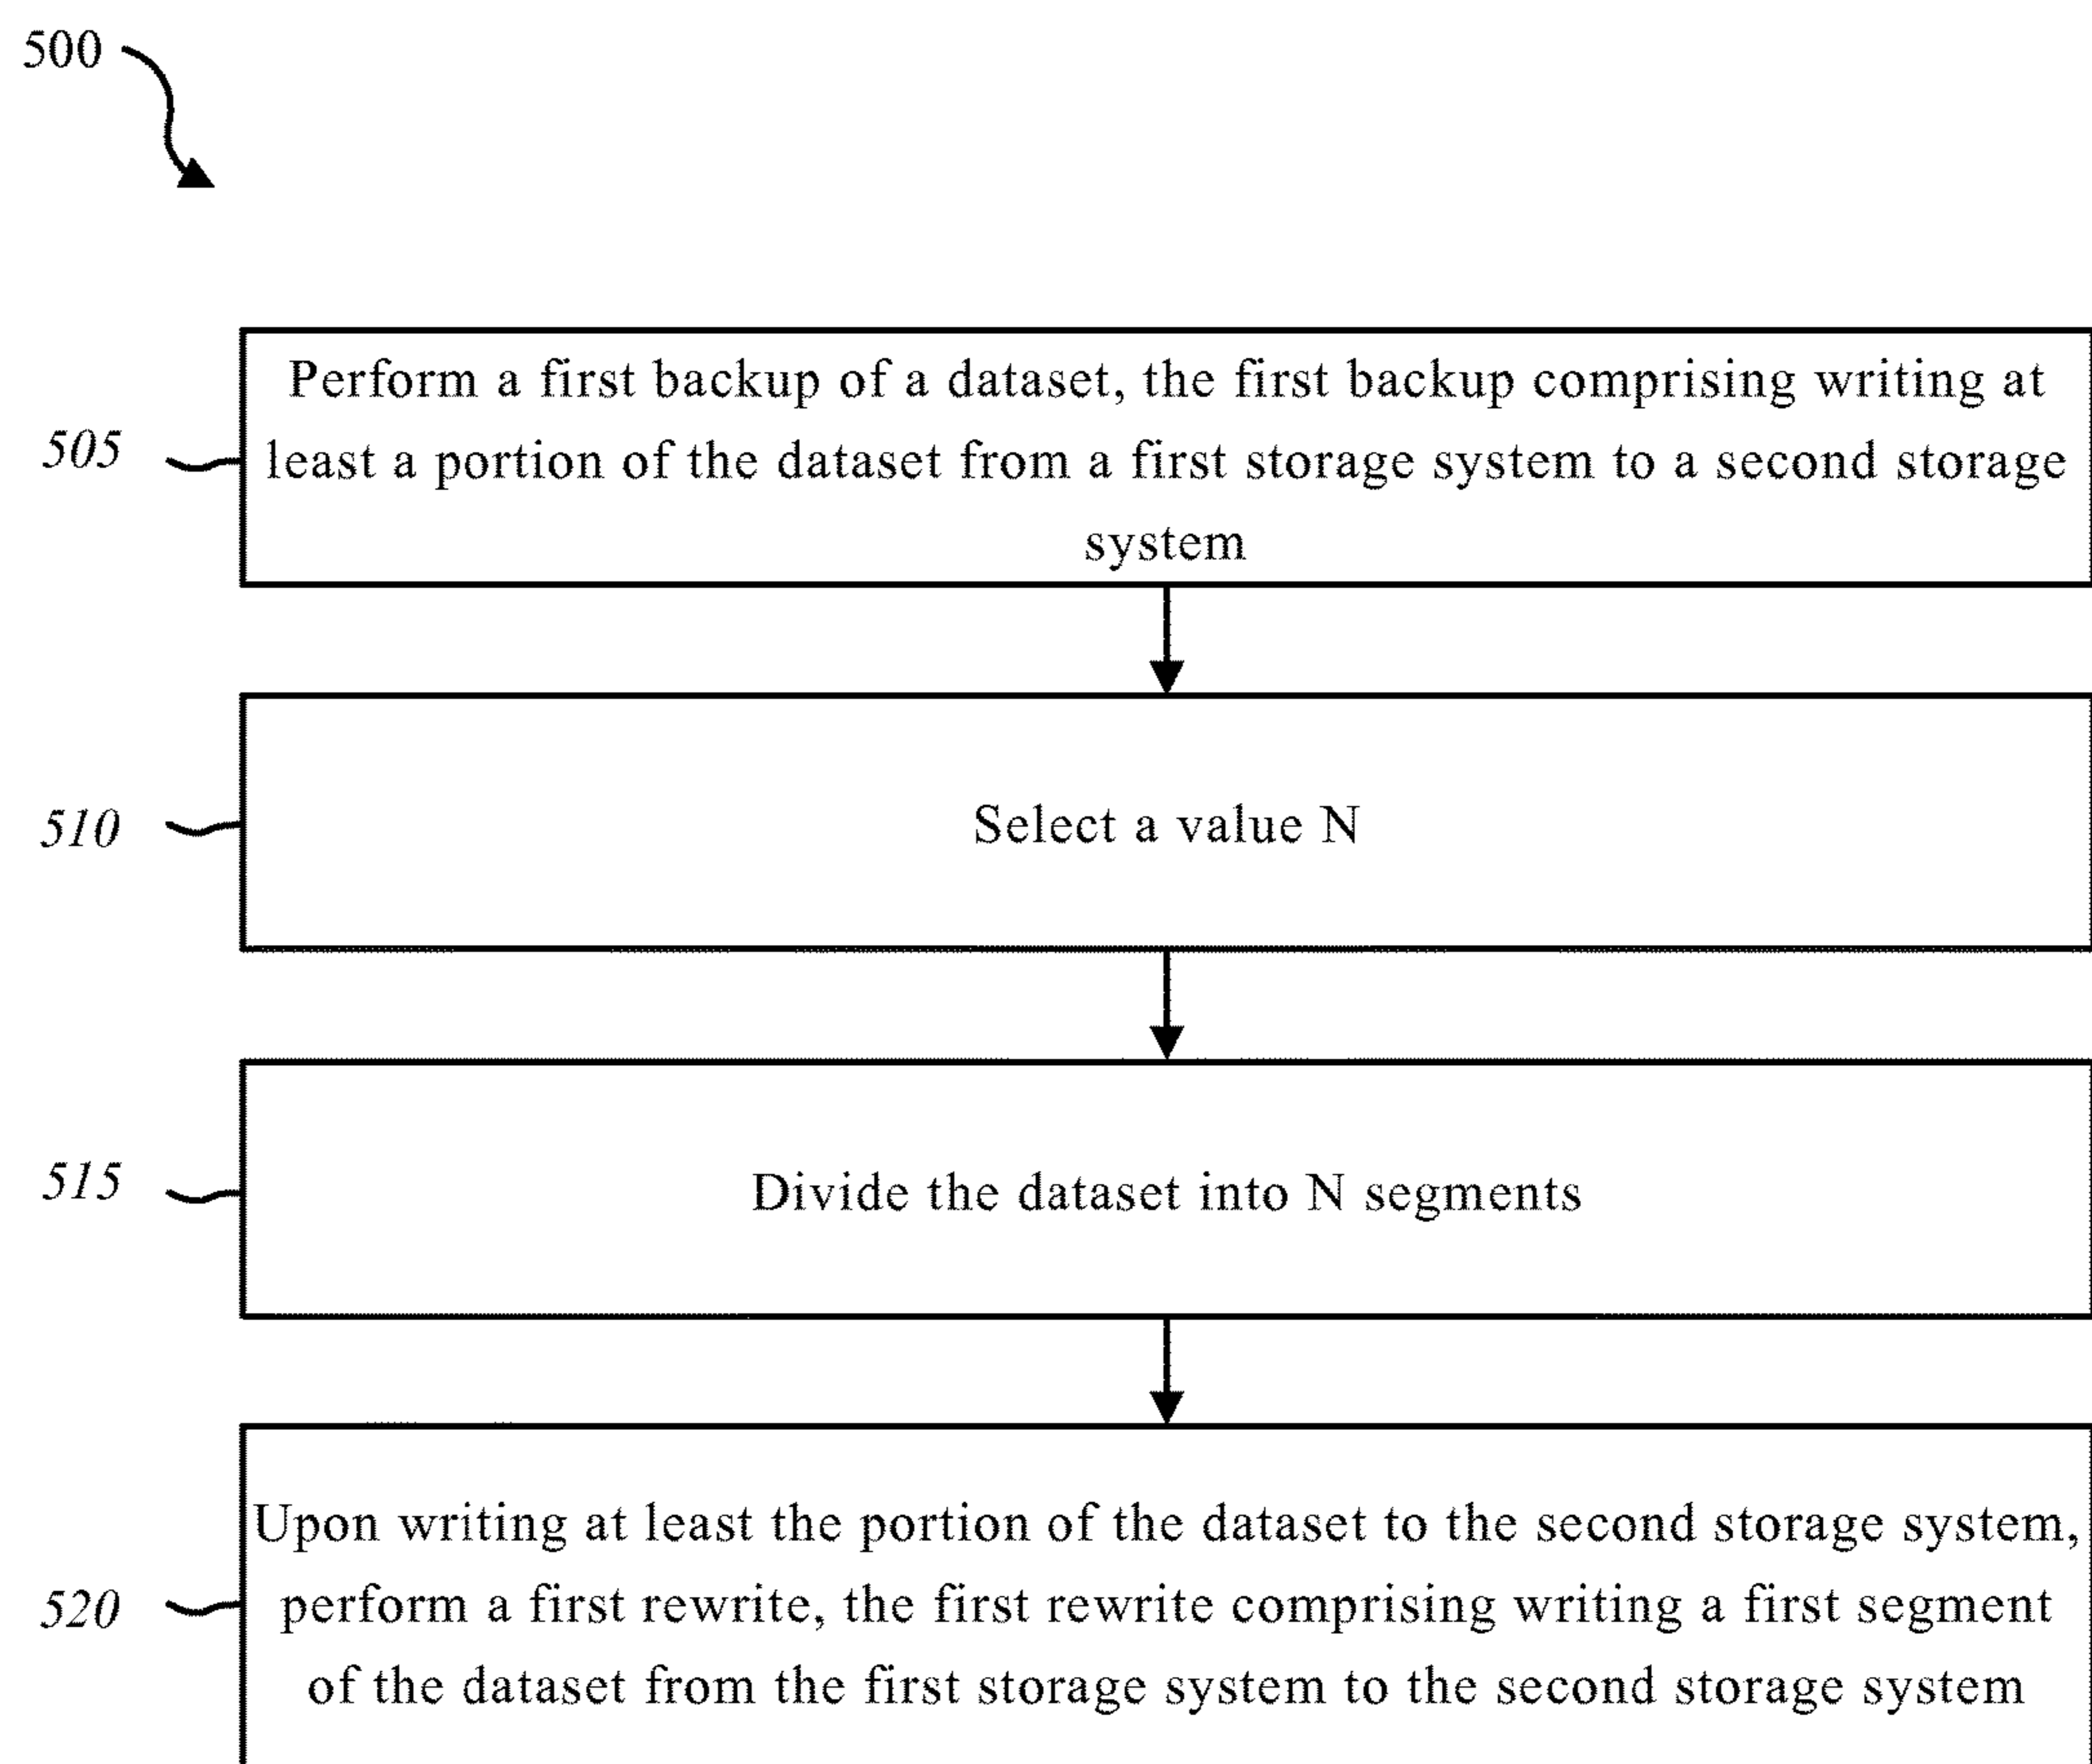 500
505
Perform a first backup of a dataset, the first backup comprising writing at
least a portion of the dataset from a first storage system to a second storage
system
510
Select a value N
515
Divide the dataset into N segments
520
Upon writing at least the portion of the dataset to the second storage system,
perform a first rewrite, the first rewrite comprising writing a first segment
of the dataset from the first storage system to the second storage system